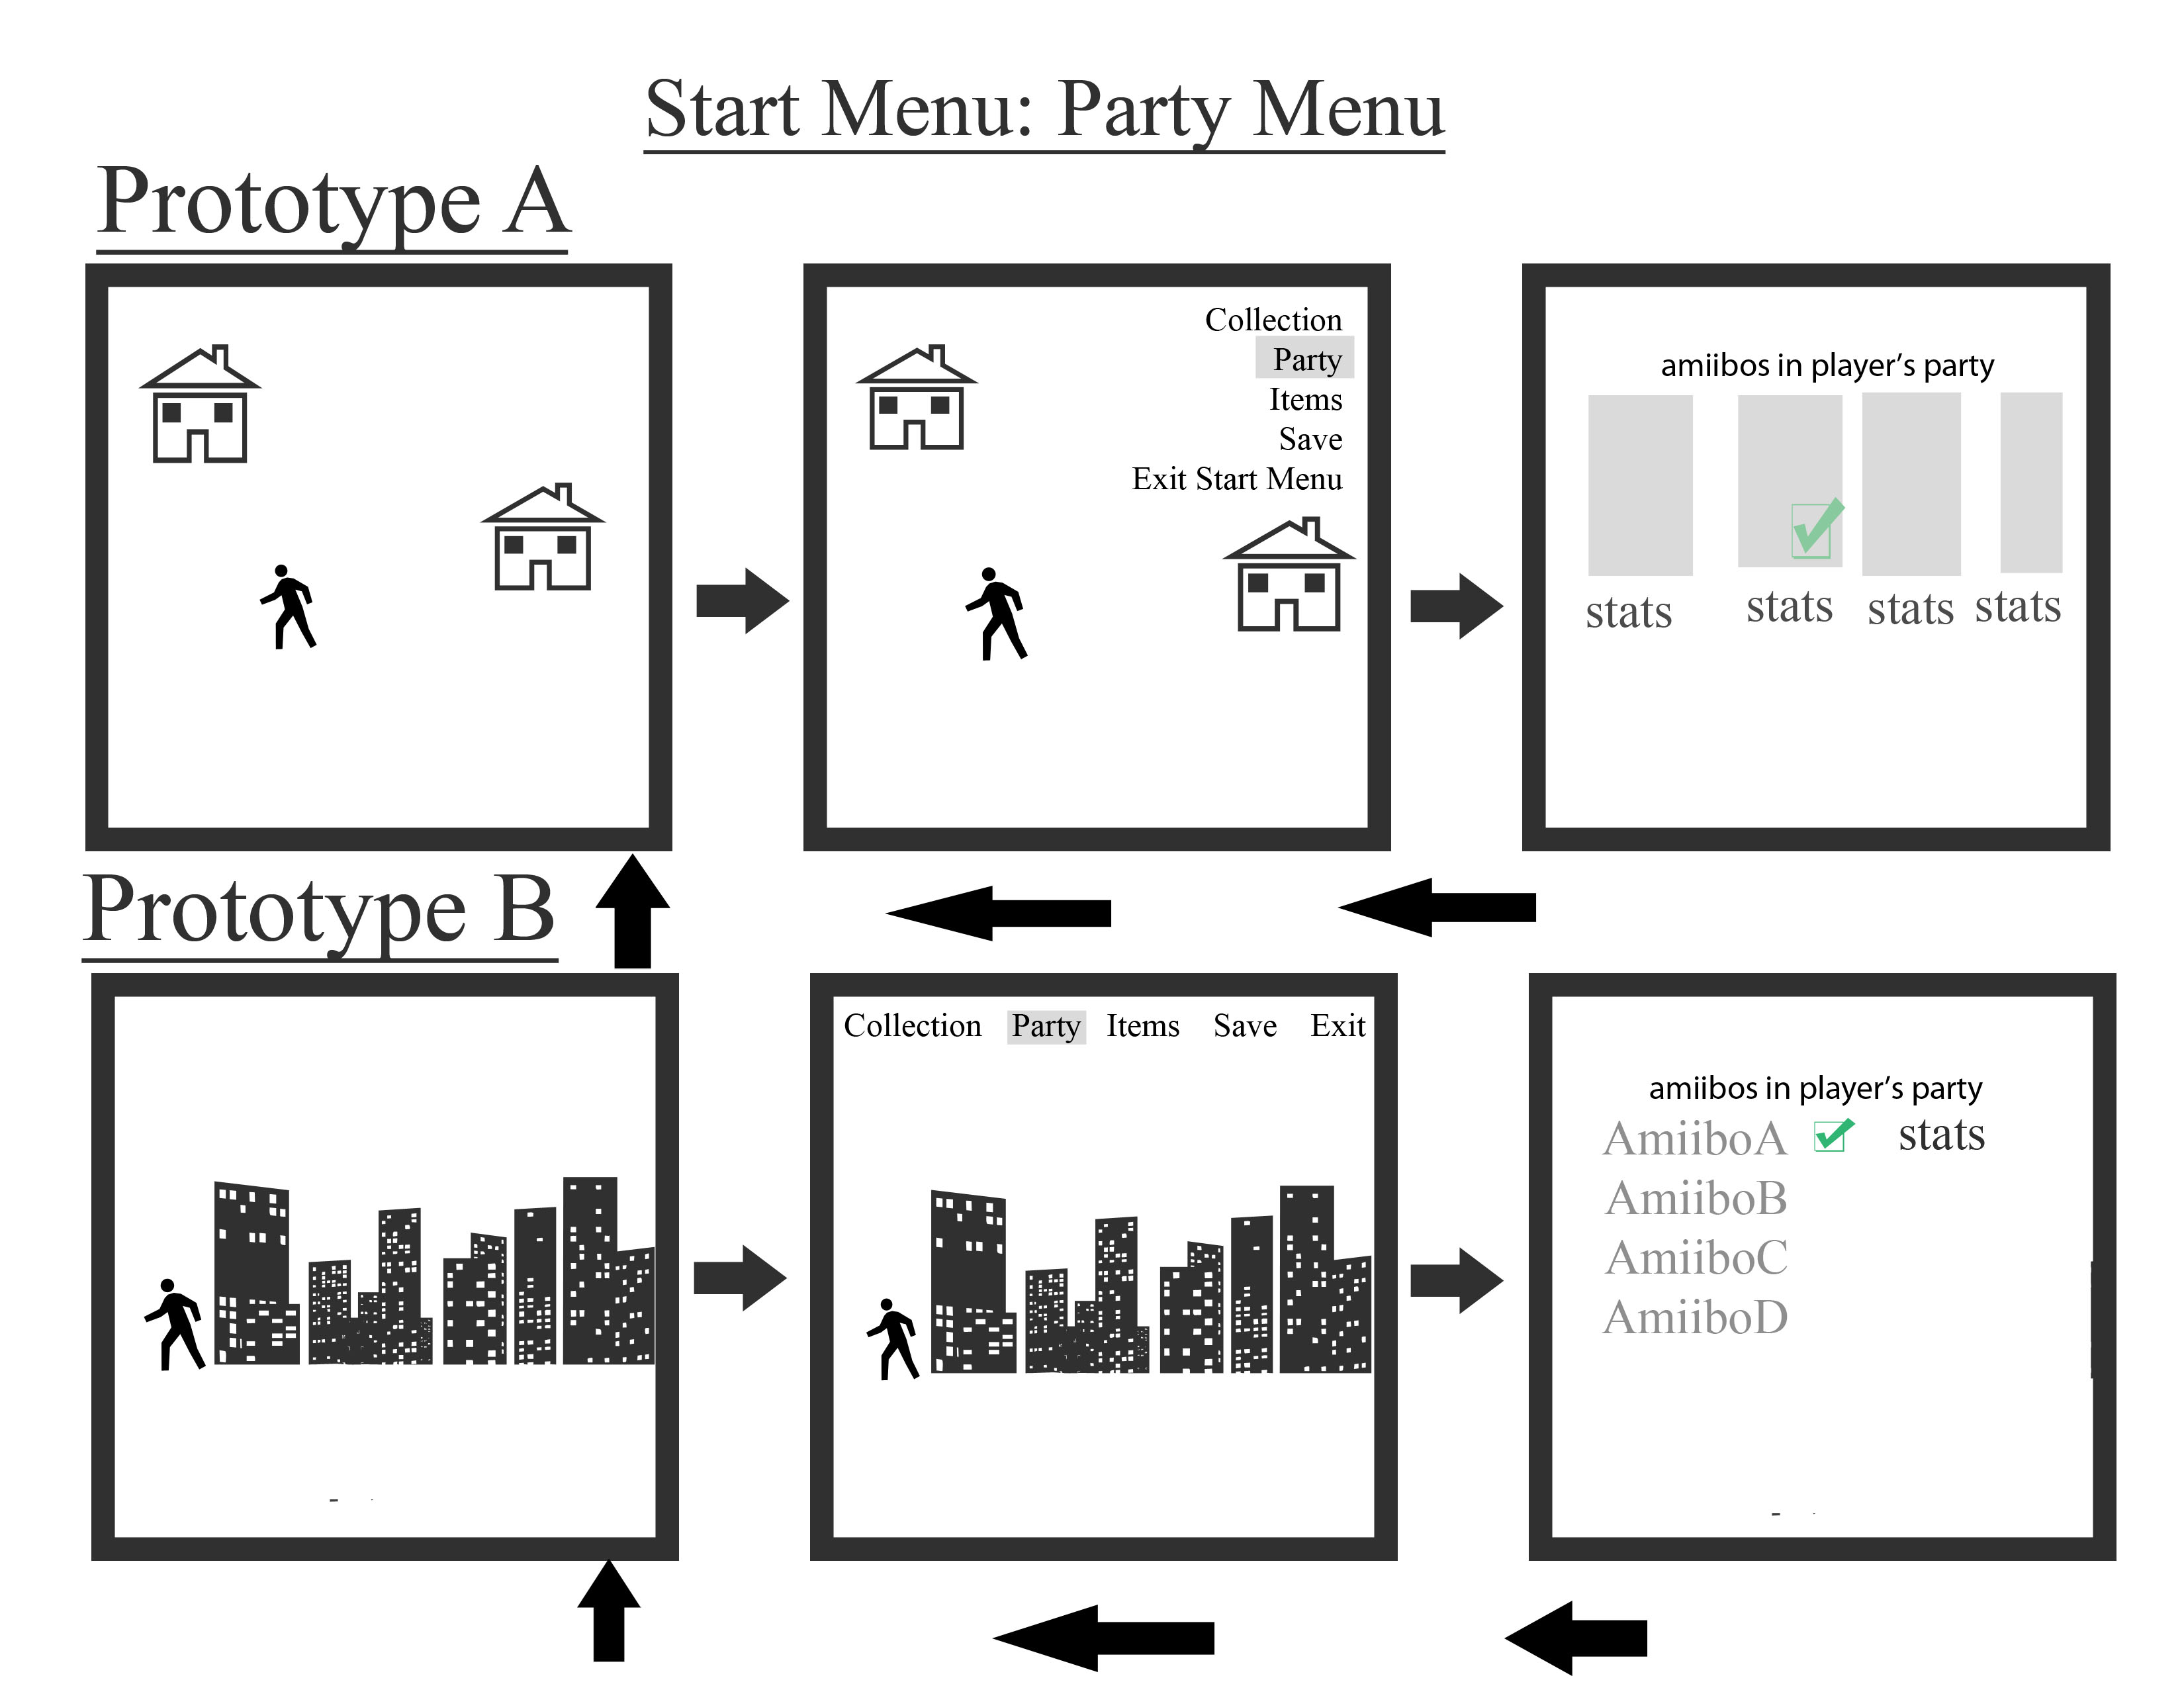 Start Menu: Party Menu
Prototype A
Collection
Party
Items
Save
Exit Start Menu
amiibos in player's party
stats stats stats stats
Prototype B
Collection Party Items Save Exit
amiibos in player's party
AmiiboA stats
AmiiboB
AmiiboC
AmiiboD